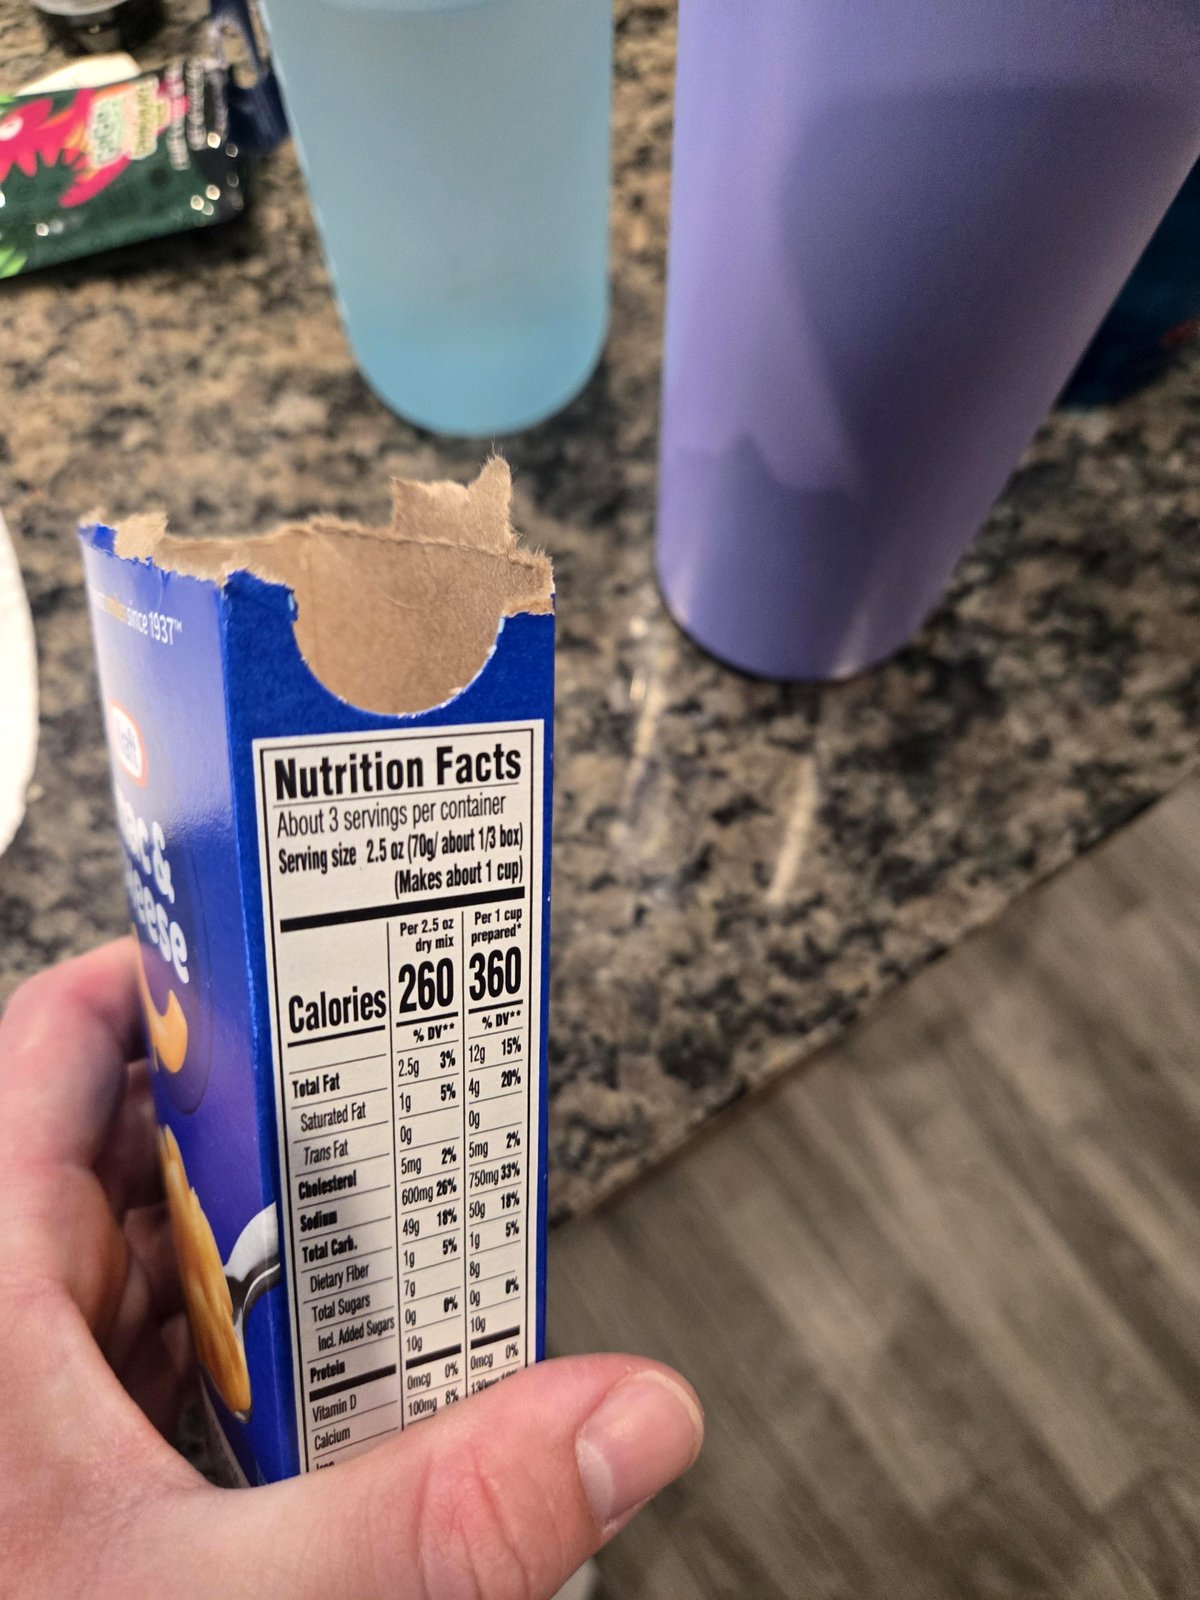 since 1937™
Kraft
Mac &
Cheese
Nutrition Facts
About 3 servings per container
Serving size 2.5 oz (70g/ about 1/3 box)
(Makes about 1 cup)
Per 2.5 oz dry mix Per 1 cup prepared*
Calories 260 360
% DV** % DV**
Total Fat 2.5g 3% 12g 15%
Saturated Fat 1g 5% 4g 20%
Trans Fat 0g 0g
Cholesterol 5mg 2% 5mg 2%
Sodium 600mg 26% 750mg 33%
Total Carb. 49g 18% 50g 18%
Dietary Fiber 1g 5% 1g 5%
Total Sugars 7g 8g
Incl. Added Sugars 0g 0% 0g 0%
Protein 10g 10g
Vitamin D 0mcg 0% 0mcg 0%
Calcium 100mg 8% 130mg 10%
Iron